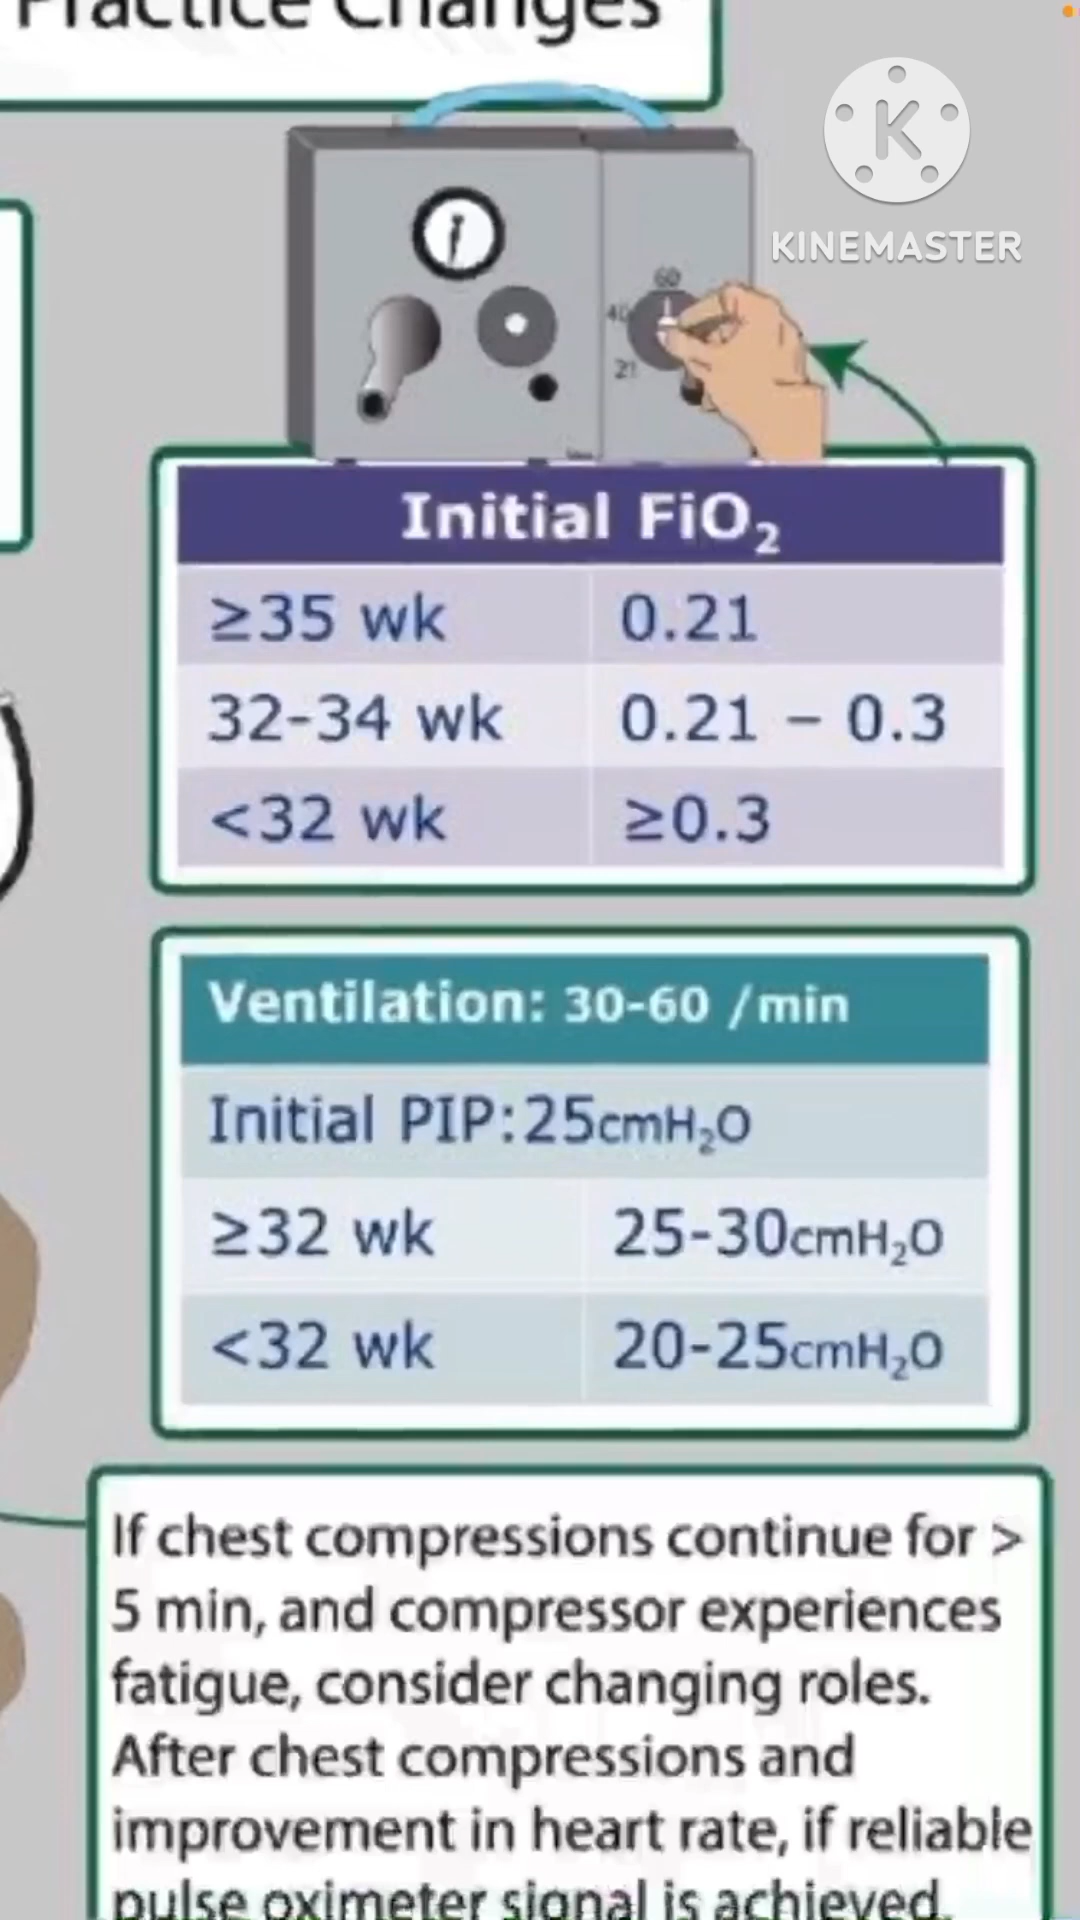 Practice Changes
K
KINEMASTER
60
40
21
Initial FiO₂
≥35 wk 0.21
32-34 wk 0.21 – 0.3
<32 wk ≥0.3
Ventilation: 30-60 /min
Initial PIP:25cmH₂O
≥32 wk 25-30cmH₂O
<32 wk 20-25cmH₂O
If chest compressions continue for >
5 min, and compressor experiences
fatigue, consider changing roles.
After chest compressions and
improvement in heart rate, if reliable
pulse oximeter signal is achieved,